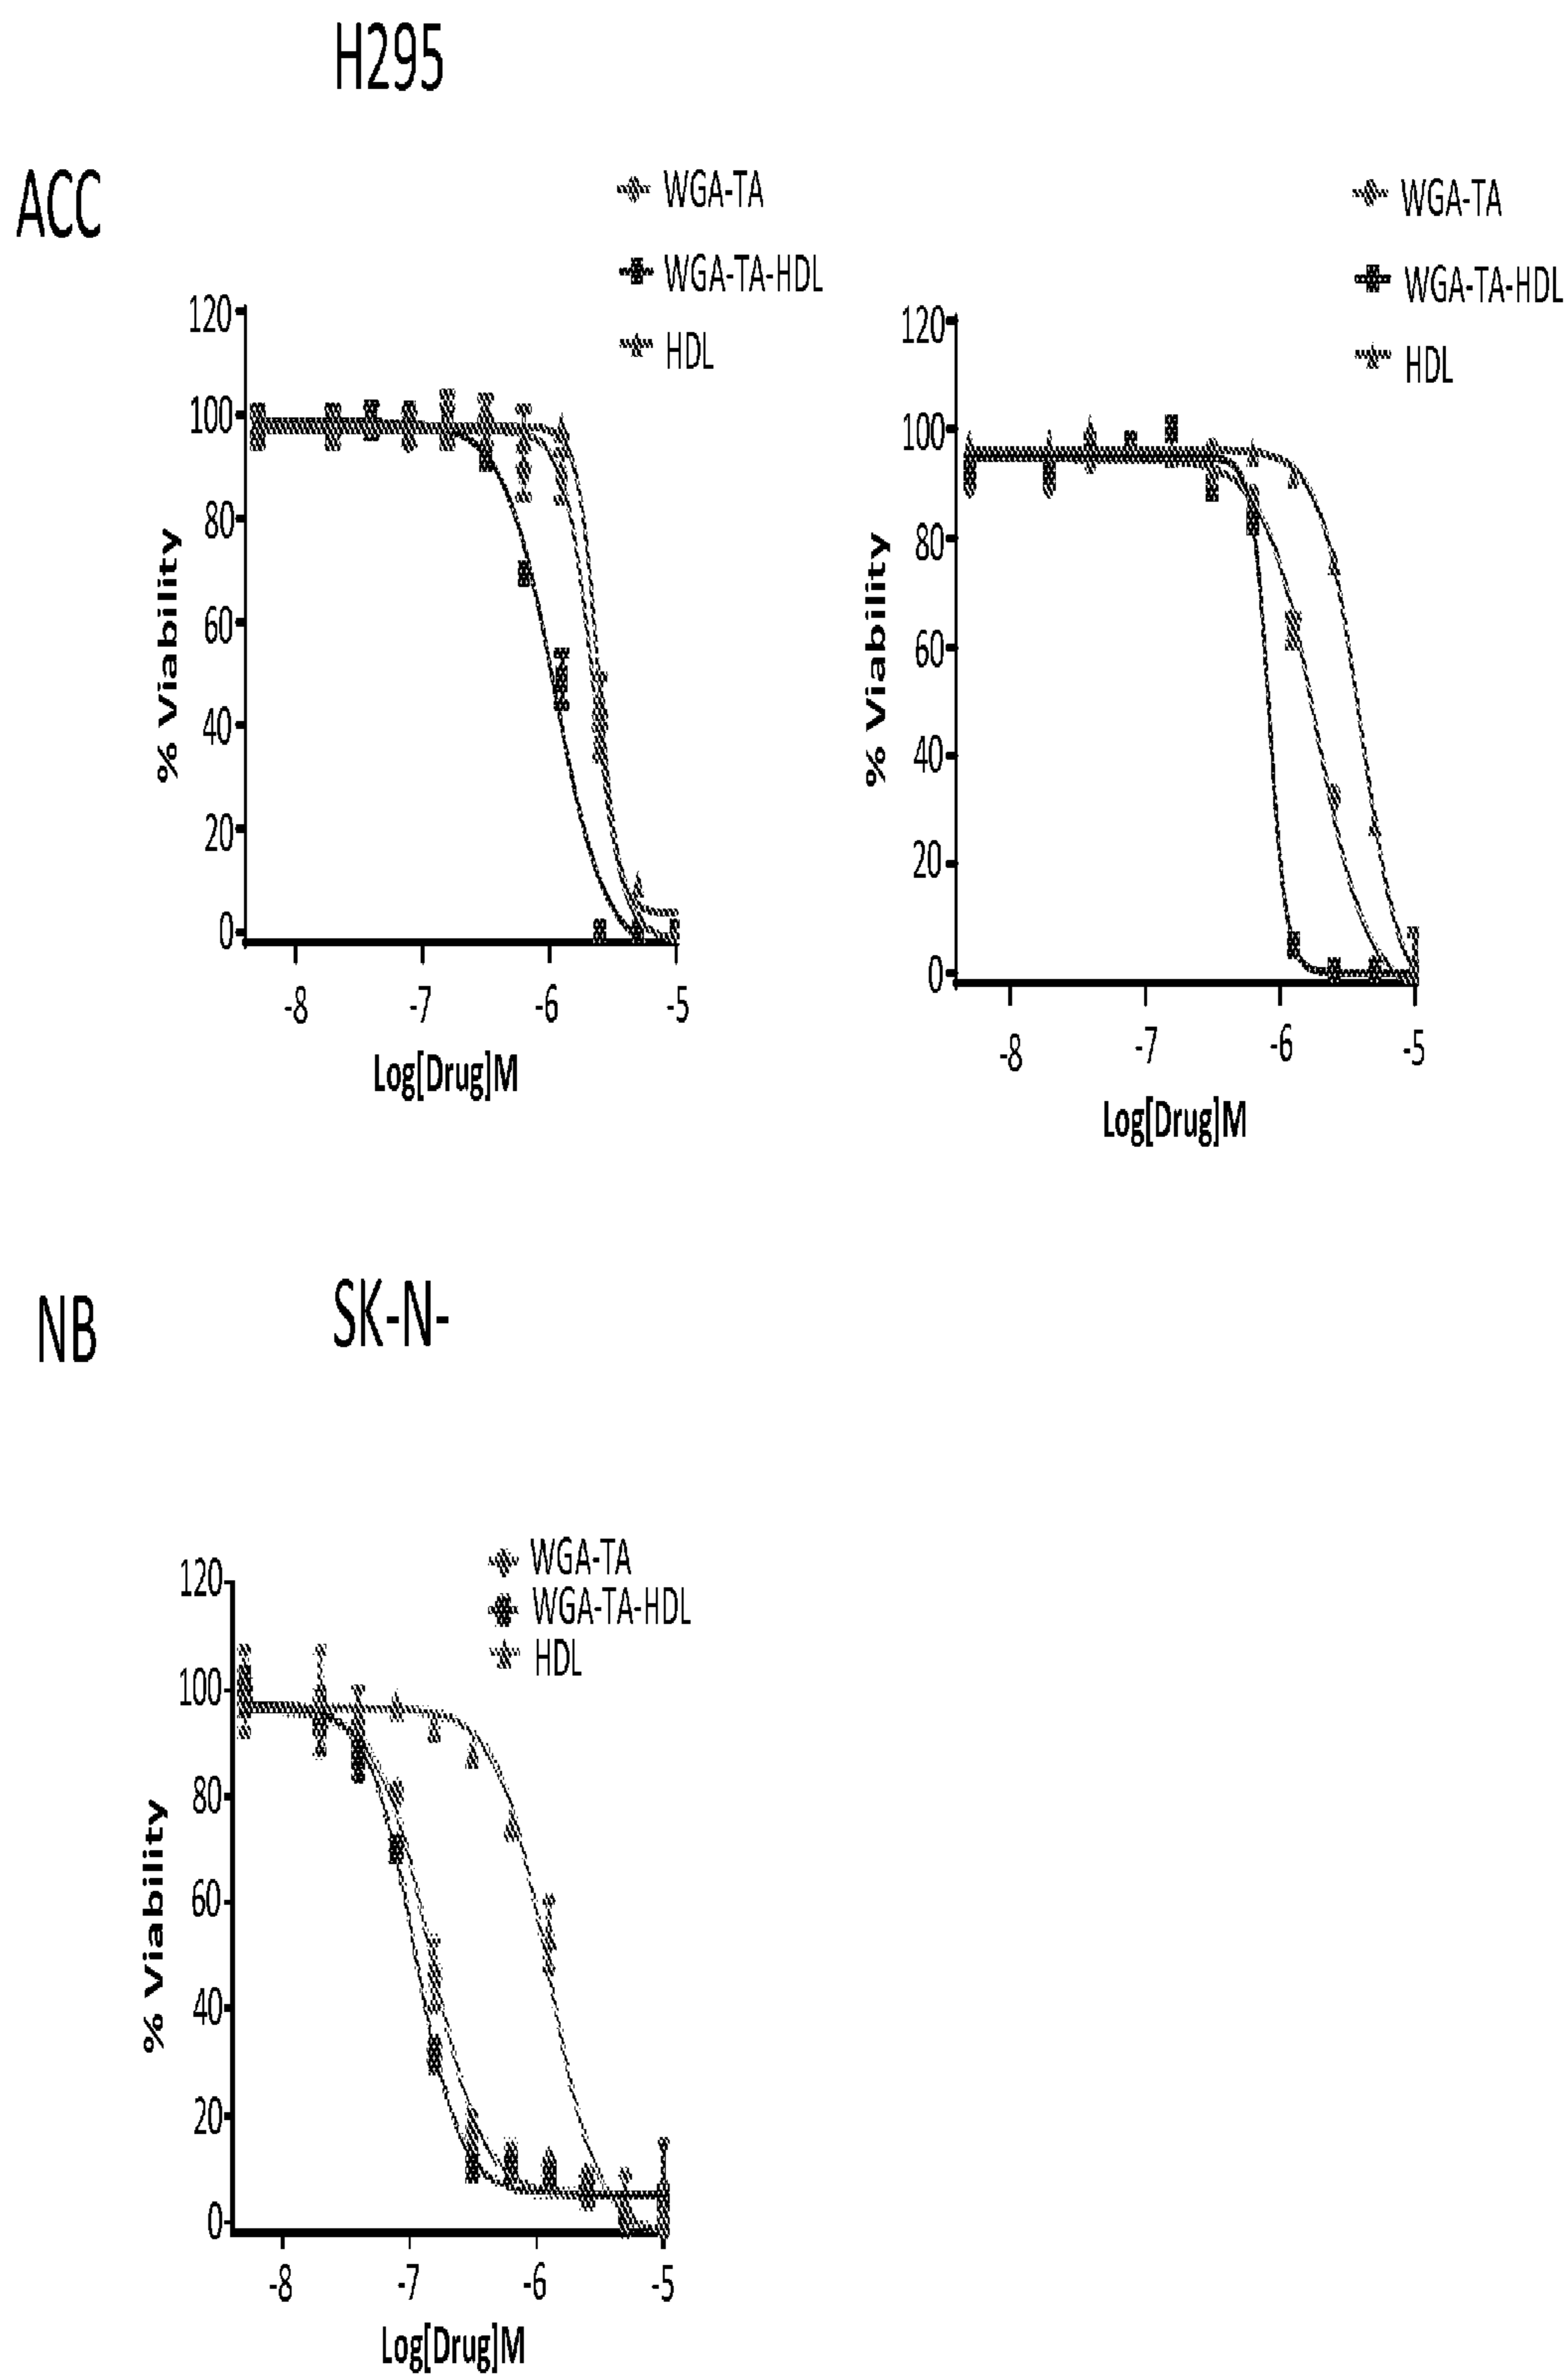 H295
ACC
WGA-TA
WGA-TA-HDL
HDL
120
100
80
60
40
20
0
% Viability
-8 -7 -6 -5
Log[Drug]M
WGA-TA
WGA-TA-HDL
HDL
120
100
80
60
40
20
0
% Viability
-8 -7 -6 -5
Log[Drug]M
NB
SK-N-
WGA-TA
WGA-TA-HDL
HDL
120
100
80
60
40
20
0
% Viability
-8 -7 -6 -5
Log[Drug]M